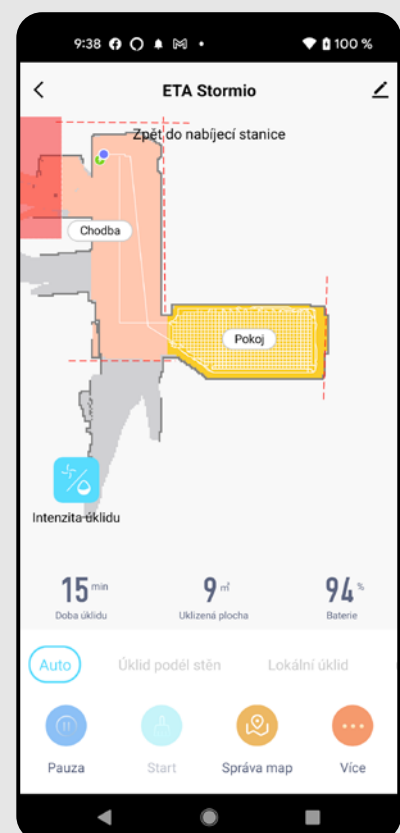 9:38
100 %
ETA Stormio
Zpět do nabíjecí stanice
Chodba
Pokoj
Intenzita úklidu
15 min
9 ㎡
94 %
Doba úklidu
Uklizená plocha
Baterie
Auto
Úklid podél stěn
Lokální úklid
Pauza
Start
Správa map
Více